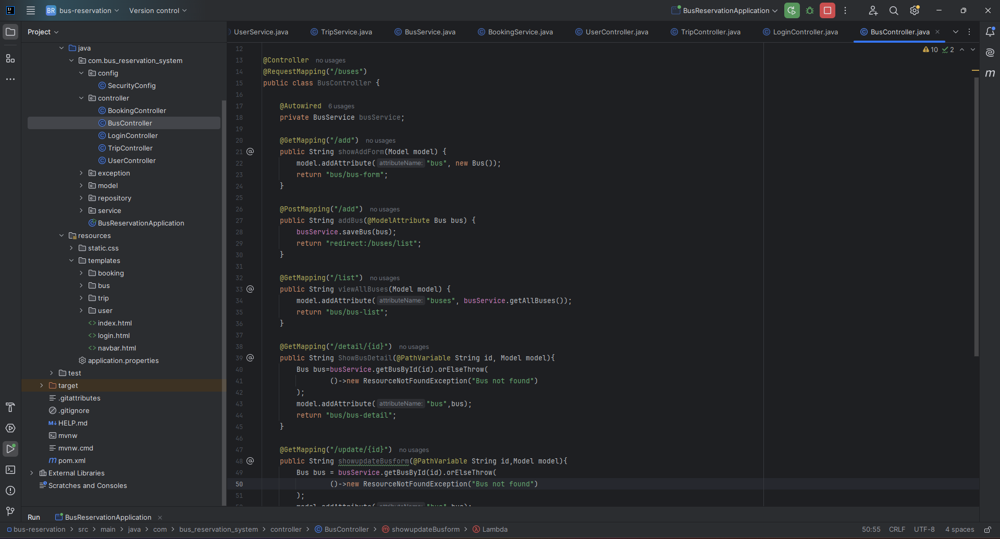 BR bus-reservation Version control BusReservationApplication
Project
UserService.java TripService.java BusService.java BookingService.java UserController.java TripController.java LoginController.java BusController.java
10 2
java
com.bus_reservation_system
config
SecurityConfig
controller
BookingController
BusController
LoginController
TripController
UserController
exception
model
repository
service
BusReservationApplication
resources
static.css
templates
booking
bus
trip
user
index.html
login.html
navbar.html
application.properties
test
target
.gitattributes
.gitignore
HELP.md
mvnw
mvnw.cmd
pom.xml
External Libraries
Scratches and Consoles
12
13 @Controller no usages
14 @RequestMapping("/buses")
15 public class BusController {
16
17 @Autowired 6 usages
18 private BusService busService;
19
20 @GetMapping("/add") no usages
21 public String showAddForm(Model model) {
22 model.addAttribute( attributeName: "bus", new Bus());
23 return "bus/bus-form";
24 }
25
26 @PostMapping("/add") no usages
27 public String addBus(@ModelAttribute Bus bus) {
28 busService.saveBus(bus);
29 return "redirect:/buses/list";
30 }
31
32 @GetMapping("/list") no usages
33 public String viewAllBuses(Model model) {
34 model.addAttribute( attributeName: "buses", busService.getAllBuses());
35 return "bus/bus-list";
36 }
37
38 @GetMapping("/detail/{id}") no usages
39 public String ShowBusDetail(@PathVariable String id, Model model){
40 Bus bus=busService.getBusById(id).orElseThrow(
41 ()->new ResourceNotFoundException("Bus not found")
42 );
43 model.addAttribute( attributeName: "bus",bus);
44 return "bus/bus-detail";
45 }
46
47 @GetMapping("/update/{id}") no usages
48 public String showupdateBusform(@PathVariable String id,Model model){
49 Bus bus = busService.getBusById(id).orElseThrow(
50 ()->new ResourceNotFoundException("Bus not found")
51 );
model.addAttribute( attributeName: "bus",bus);
Run BusReservationApplication
bus-reservation > src > main > java > com > bus_reservation_system > controller > BusController > showupdateBusform > Lambda 50:55 CRLF UTF-8 4 spaces